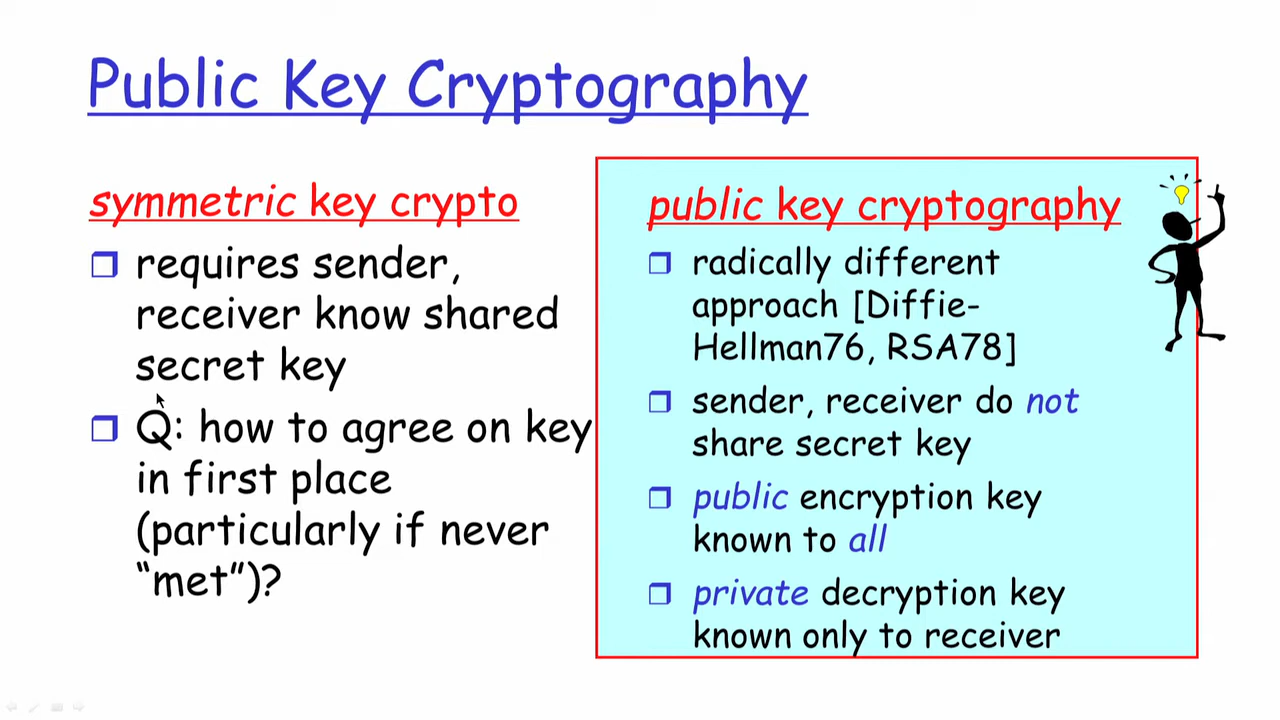 Public Key Cryptography
symmetric key crypto
requires sender,
receiver know shared
secret key
Q: how to agree on key
in first place
(particularly if never
“met”)?
public key cryptography
radically different
approach [Diffie-
Hellman76, RSA78]
sender, receiver do not
share secret key
public encryption key
known to all
private decryption key
known only to receiver